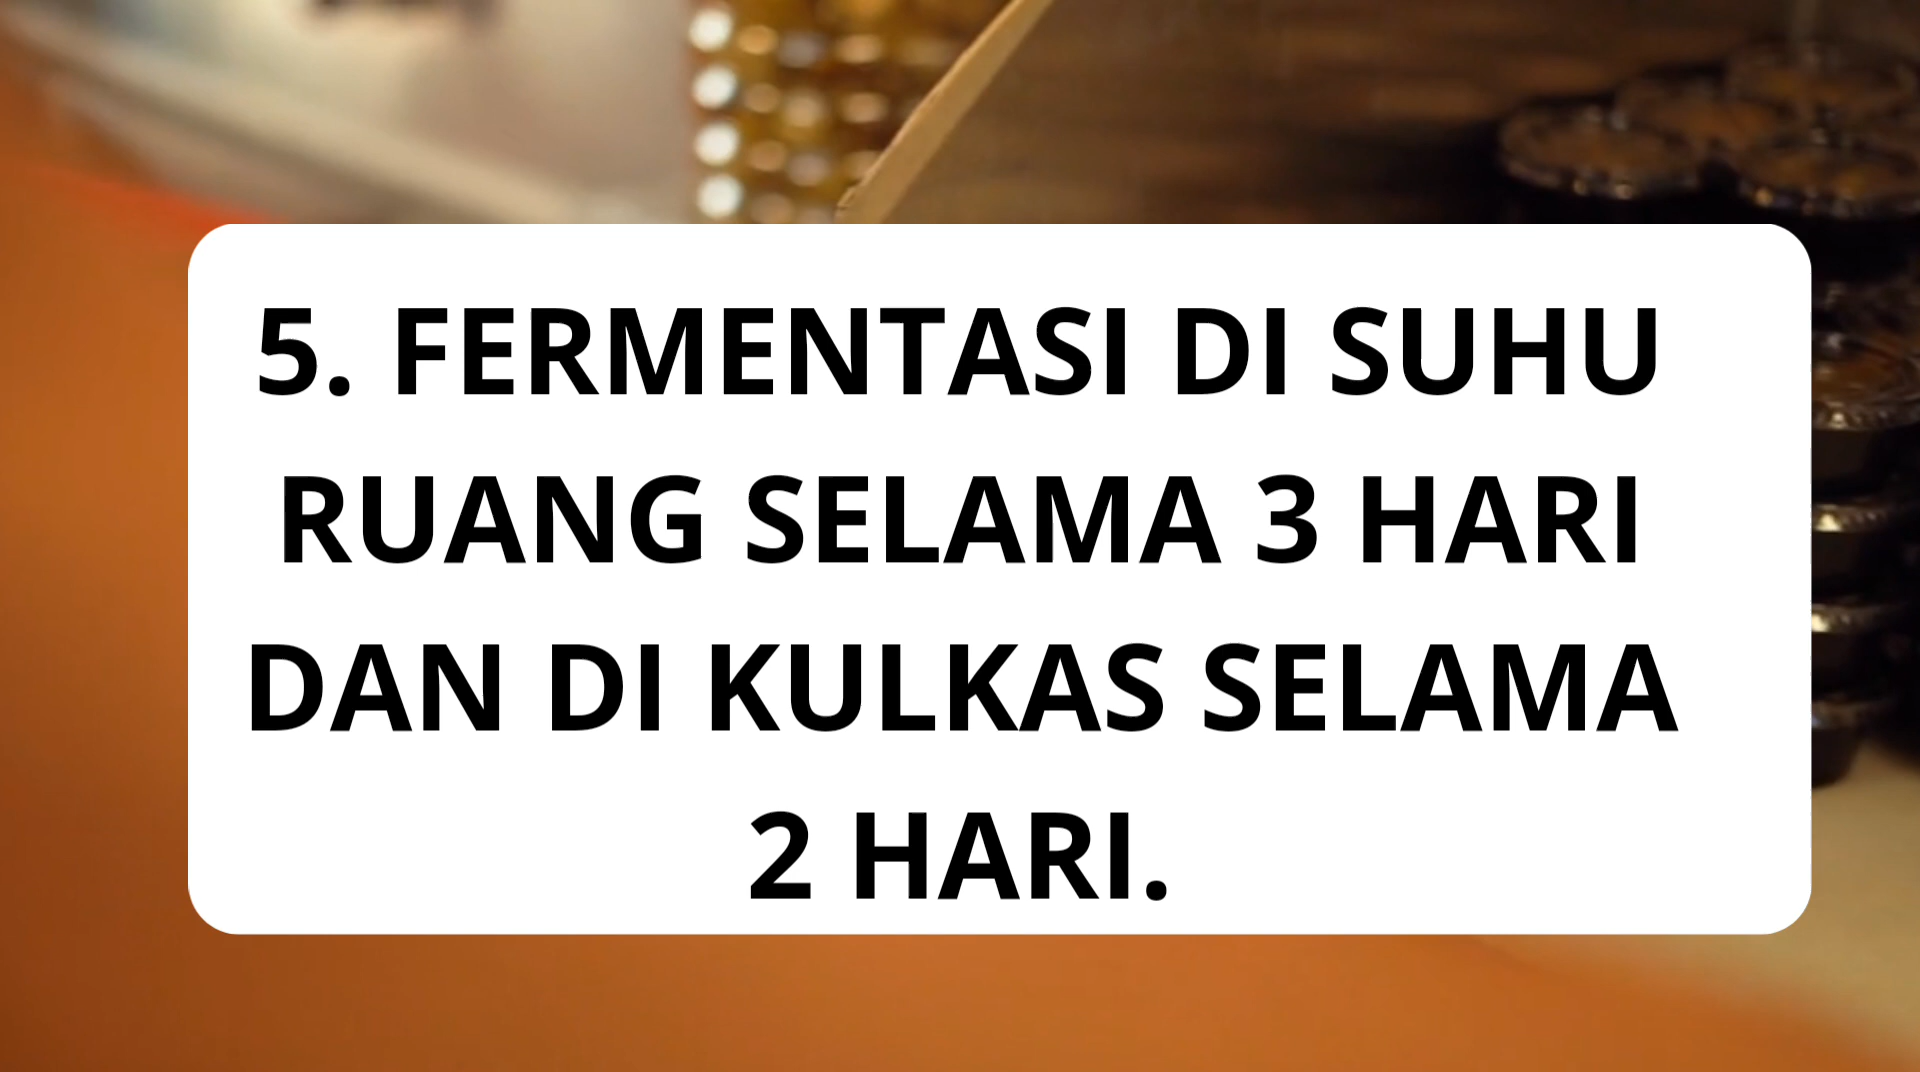 5. FERMENTASI DI SUHU
RUANG SELAMA 3 HARI
DAN DI KULKAS SELAMA
2 HARI.